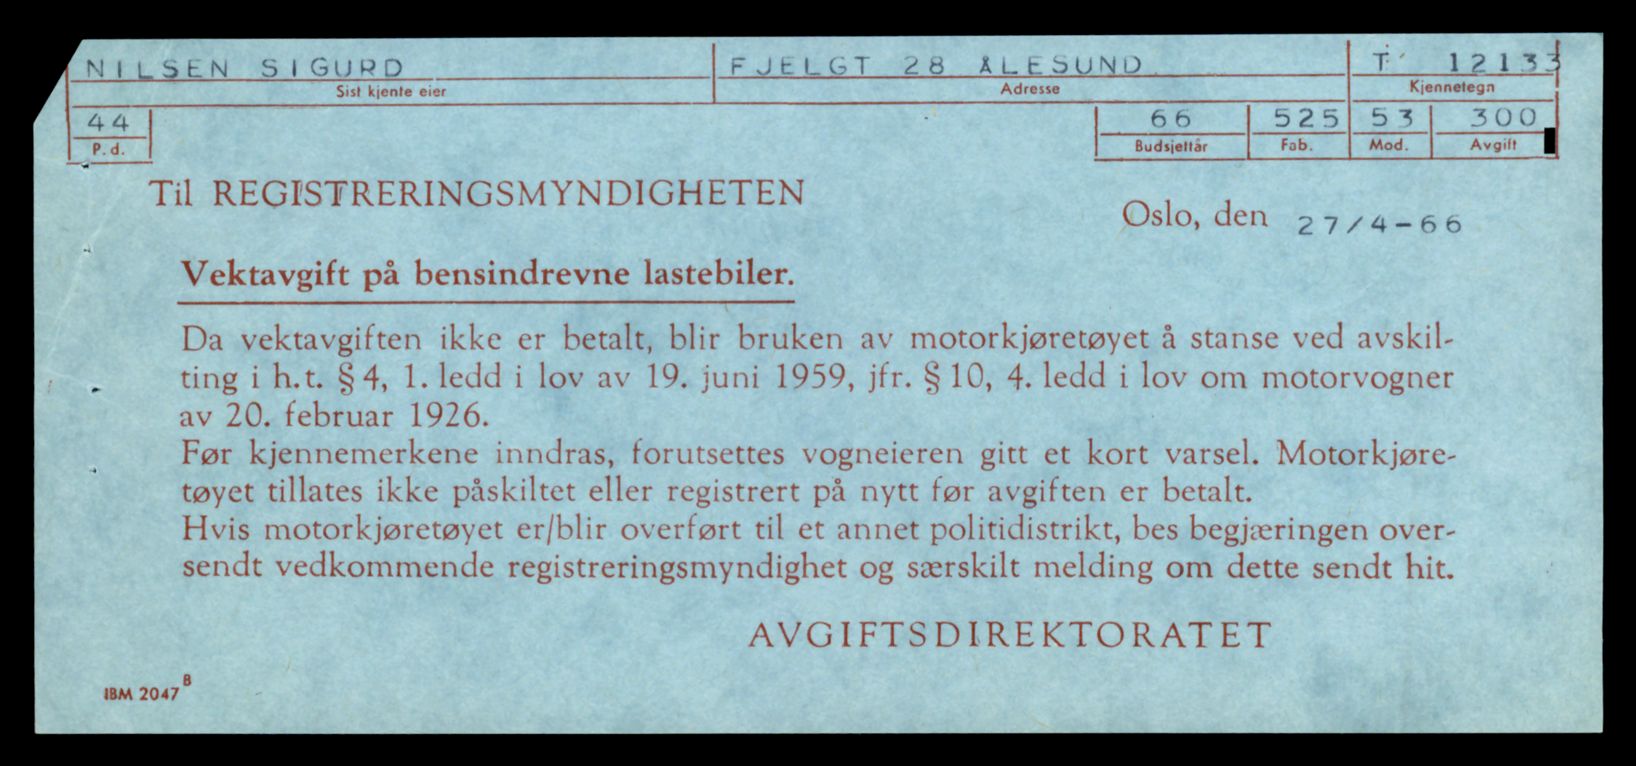 NILSEN SIGURD FJELGT 28 ÅLESUND T 12133
Sist kjente eier Adresse Kjennetegn
44 66 525 53 300
P.d. Budsjettår Fab. Mod. Avgift
Til REGISTRERINGSMYNDIGHETEN
Oslo, den 27/4-66
Vektavgift på bensindrevne lastebiler.
Da vektavgiften ikke er betalt, blir bruken av motorkjøretøyet å stanse ved avskil-
ting i h.t. § 4, 1. ledd i lov av 19. juni 1959, jfr. § 10, 4. ledd i lov om motorvogner
av 20. februar 1926.
Før kjennemerkene inndras, forutsettes vogneieren gitt et kort varsel. Motorkjøre-
tøyet tillates ikke påskiltet eller registrert på nytt før avgiften er betalt.
Hvis motorkjøretøyet er/blir overført til et annet politidistrikt, bes begjæringen over-
sendt vedkommende registreringsmyndighet og særskilt melding om dette sendt hit.
AVGIFTSDIREKTORATET
IBM 2047 B